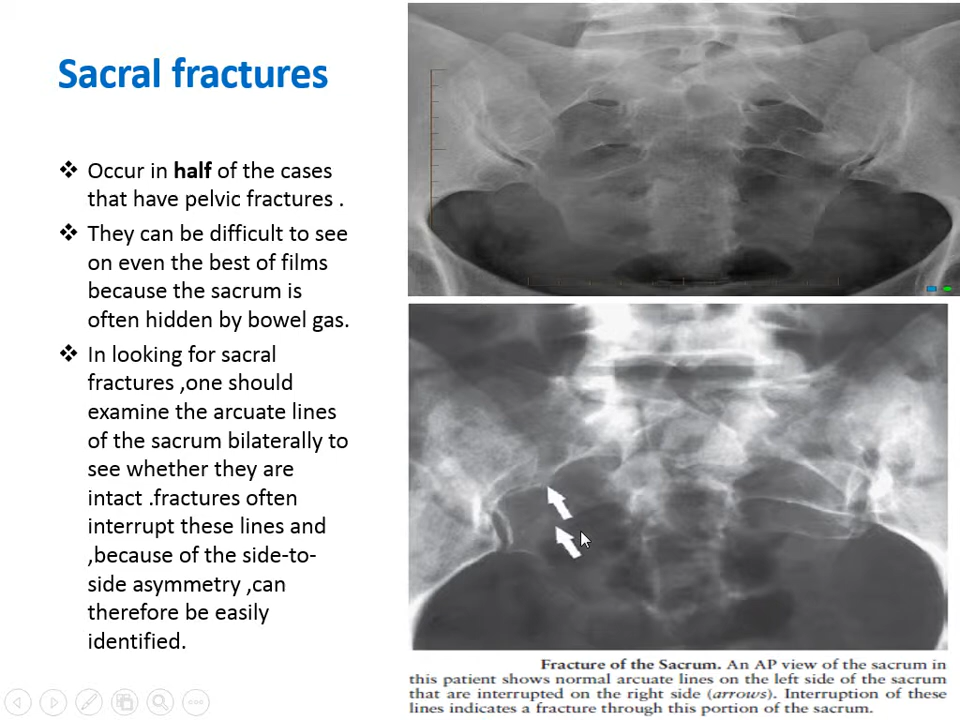 Sacral fractures
❖ Occur in half of the cases
that have pelvic fractures .
❖ They can be difficult to see
on even the best of films
because the sacrum is
often hidden by bowel gas.
❖ In looking for sacral
fractures ,one should
examine the arcuate lines
of the sacrum bilaterally to
see whether they are
intact .fractures often
interrupt these lines and
,because of the side-to-
side asymmetry ,can
therefore be easily
identified.
Fracture of the Sacrum. An AP view of the sacrum in
this patient shows normal arcuate lines on the left side of the sacrum
that are interrupted on the right side (arrows). Interruption of these
lines indicates a fracture through this portion of the sacrum.